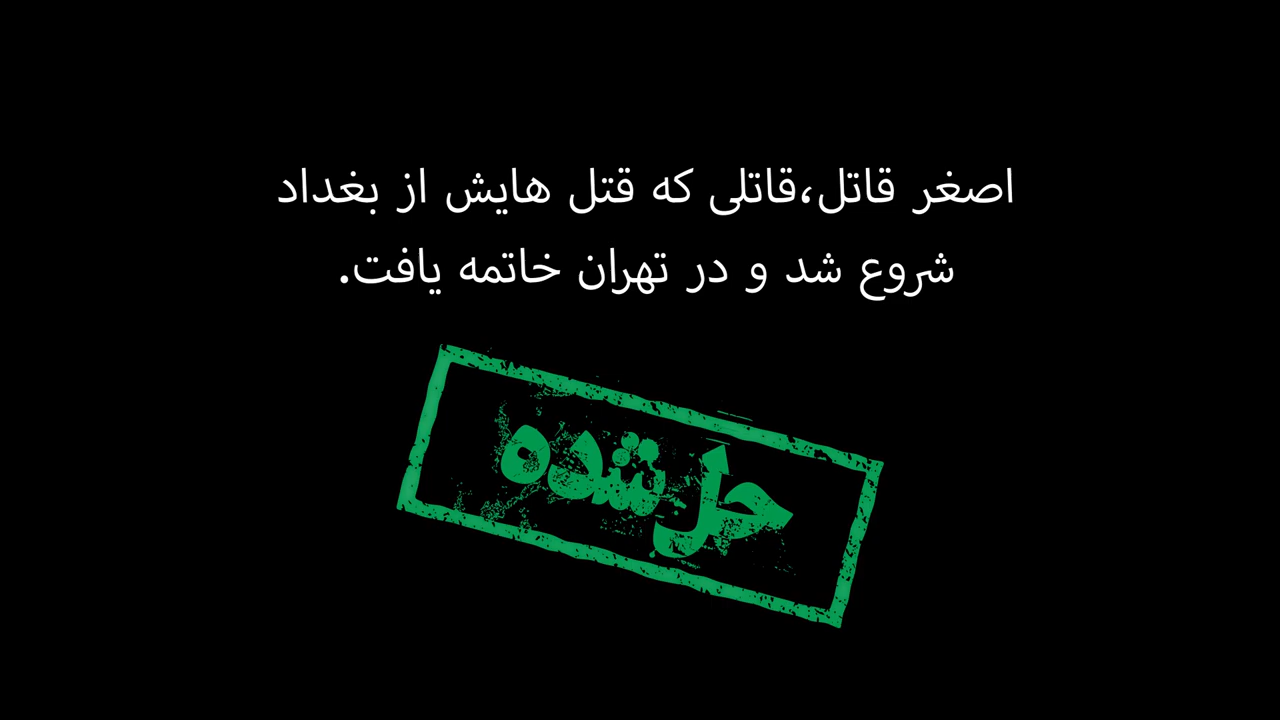 اصغر قاتل،قاتلی که قتل هایش از بغداد
شروع شد و در تهران خاتمه یافت.
حل شده